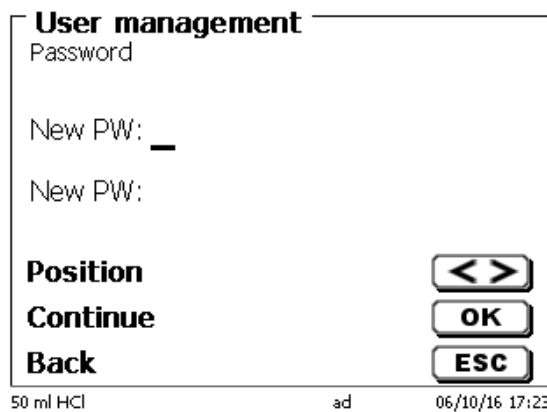 User management
Password
New PW:
New PW:
Position < >
Continue OK
Back ESC
50 ml HCl ad 06/10/16 17:23